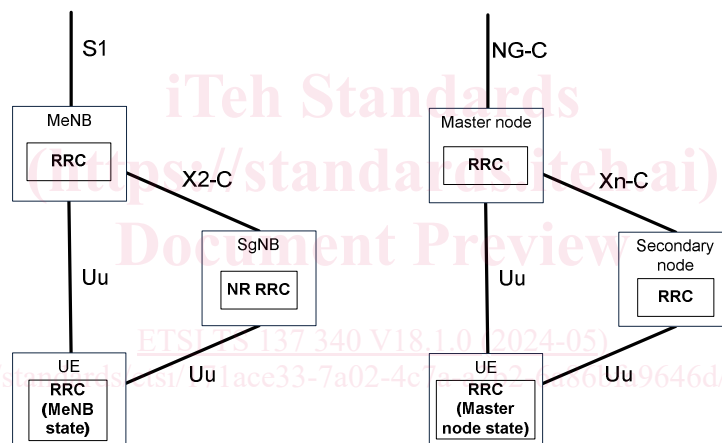 S1
MeNB
RRC
X2-C
Uu
SgNB
NR RRC
Uu
UE
RRC
(MeNB
state)
NG-C
Master node
RRC
Xn-C
Uu
Secondary
node
RRC
Uu
UE
RRC
(Master
node state)
iTeh Standards
(https://standards.iteh.ai)
Document Preview
ETSI TS 137 340 V18.1.0 (2024-05)